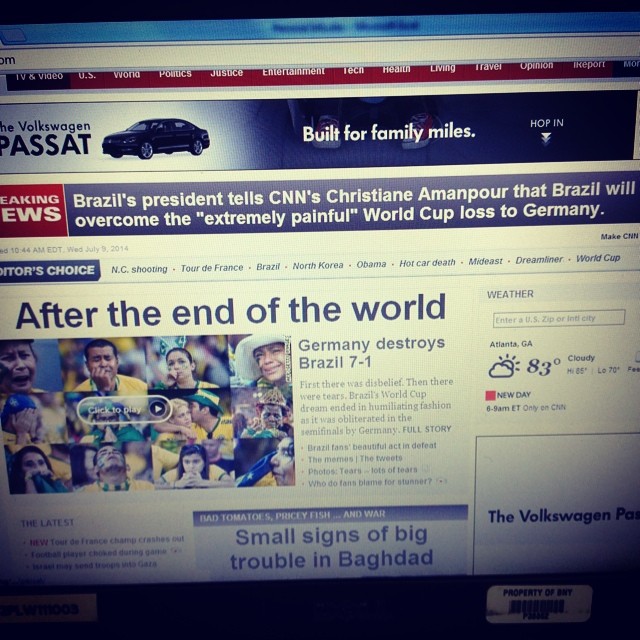 om
TV & Video U.S. World Politics Justice Entertainment Tech Health Living Travel Opinion iReport Mon
he Volkswagen
PASSAT
Built for family miles.
HOP IN
EAKING
EWS
Brazil's president tells CNN's Christiane Amanpour that Brazil will
overcome the "extremely painful" World Cup loss to Germany.
ed 10:44 AM EDT, Wed July 9, 2014
Make CNN
DITOR'S CHOICE
N.C. shooting · Tour de France · Brazil · North Korea · Obama · Hot car death · Mideast · Dreamliner · World Cup
After the end of the world
Click to play
Germany destroys
Brazil 7-1
First there was disbelief. Then there
were tears. Brazil's World Cup
dream ended in humiliating fashion
as it was obliterated in the
semifinals by Germany. FULL STORY
· Brazil fans' beautiful act in defeat
· The memes | The tweets
· Photos: Tears -- lots of tears
· Who do fans blame for stunner?
WEATHER
Enter a U.S. Zip or Intl city
Atlanta, GA
83° Cloudy
Hi 88° Lo 70°
NEW DAY
6-9am ET Only on CNN
The Volkswagen Pas
THE LATEST
· NEW Tour de France champ crashes out
· Football player choked during game
· Israel may send troops into Gaza
BAD TOMATOES, PRICEY FISH ... AND WAR
Small signs of big
trouble in Baghdad
PROPERTY OF BNY